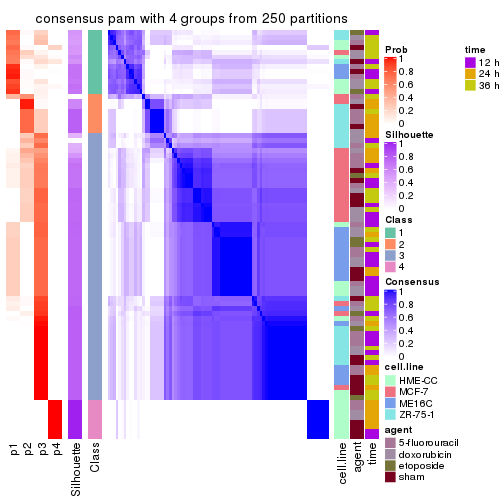 consensus pam with 4 groups from 250 partitions
Prob
1
0.8
0.6
0.4
0.2
0
time
12 h
24 h
36 h
Silhouette
1
0.8
0.6
0.4
0.2
0
Class
1
2
3
4
Consensus
1
0.8
0.6
0.4
0.2
0
cell.line
HME-CC
MCF-7
ME16C
ZR-75-1
agent
5-fluorouracil
doxorubicin
etoposide
sham
p1
p2
p3
p4
Silhouette
Class
cell.line
agent
time